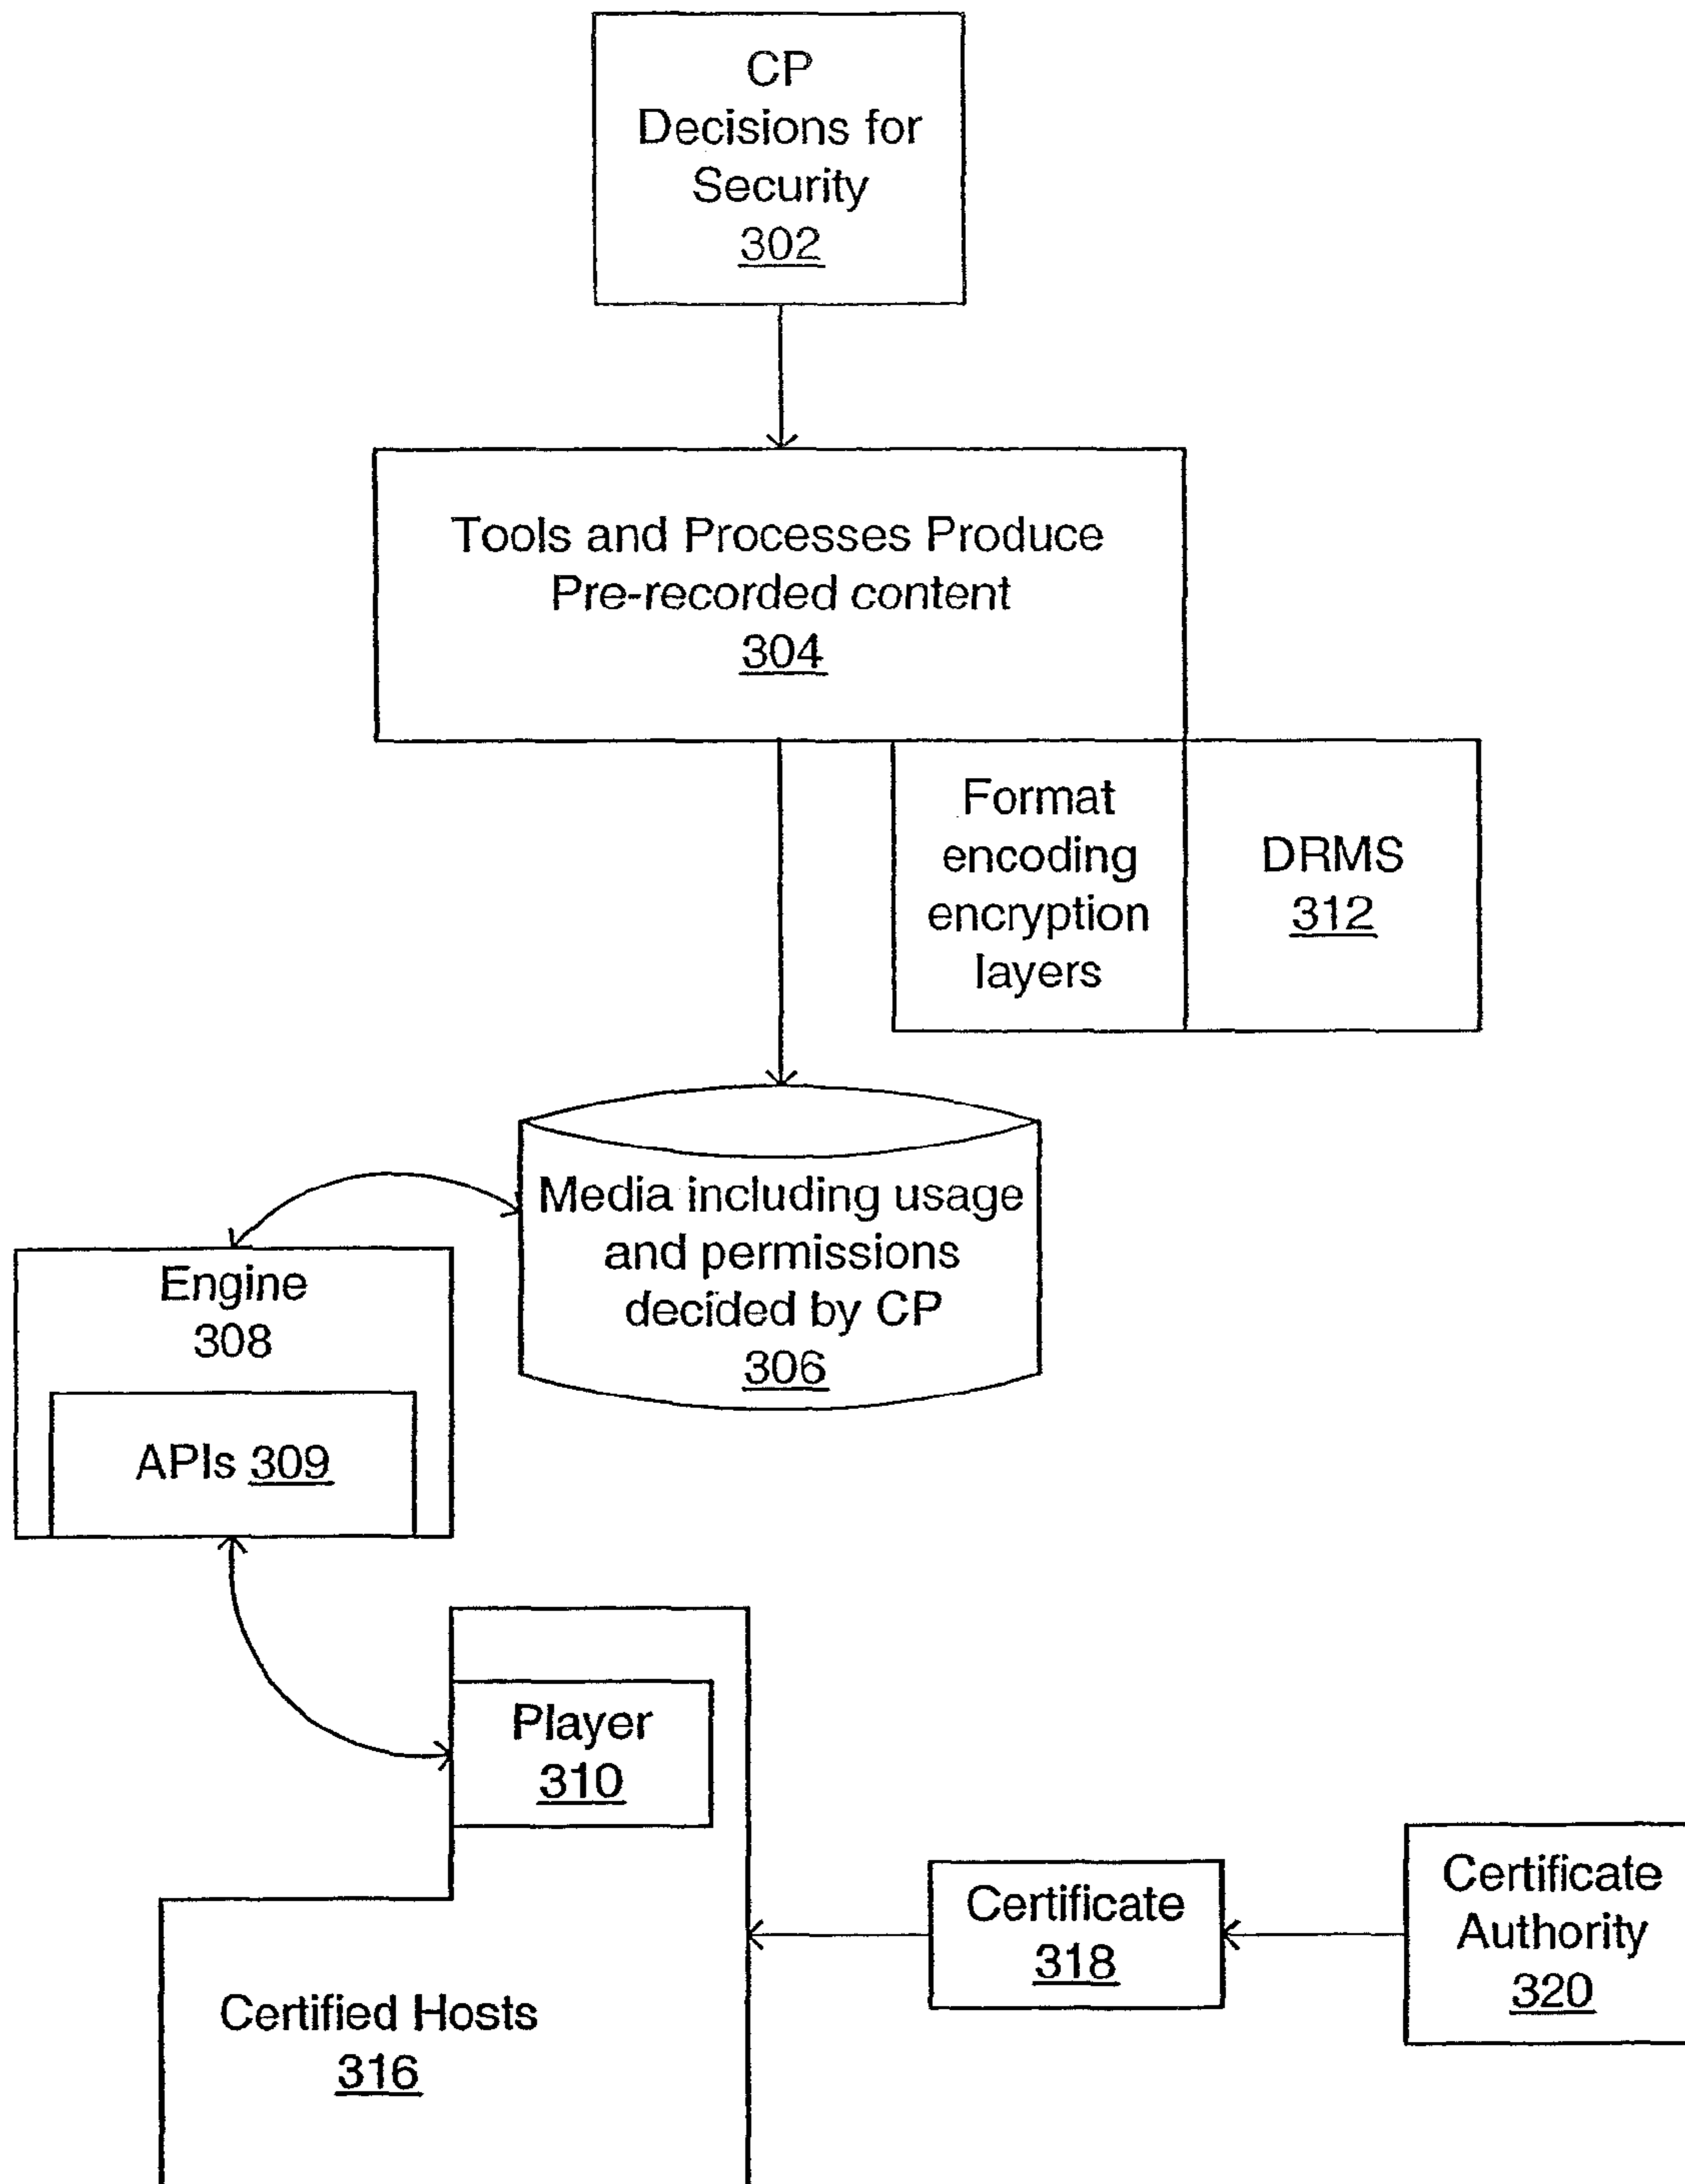 CP
Decisions for
Security
302
Tools and Processes Produce
Pre-recorded content
304
Format
encoding
encryption
layers
DRMS
312
Media including usage
and permissions
decided by CP
306
Engine
308
APIs 309
Player
310
Certificate
318
Certificate
Authority
320
Certified Hosts
316